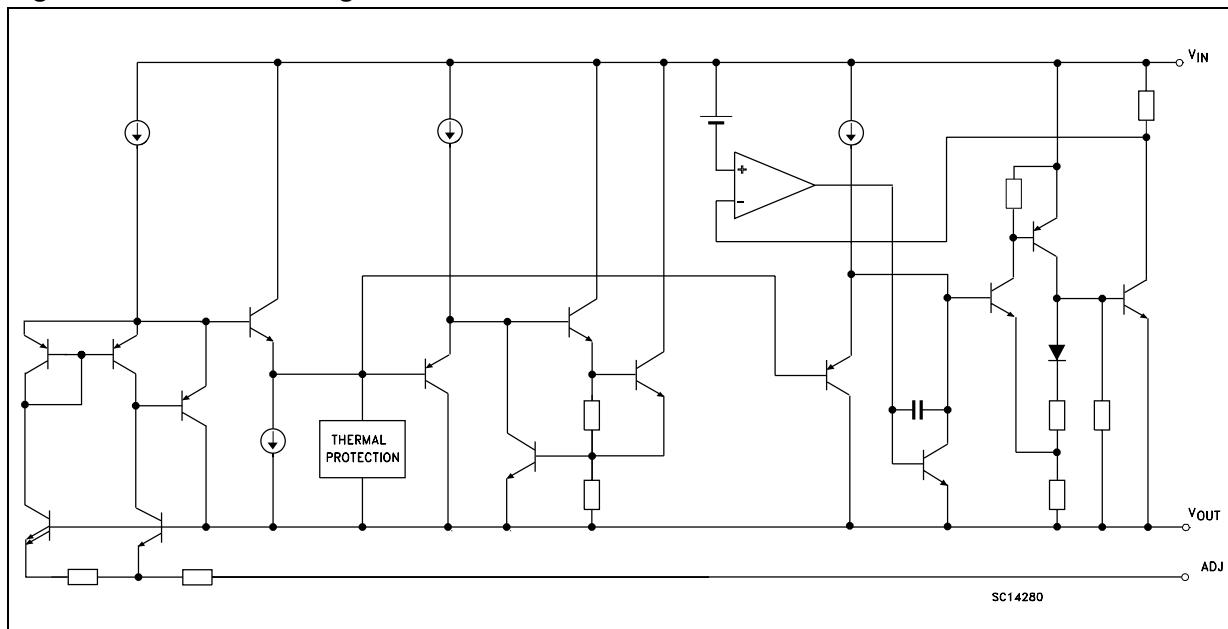 VIN
+
-
THERMAL
PROTECTION
VOUT
ADJ
SC14280